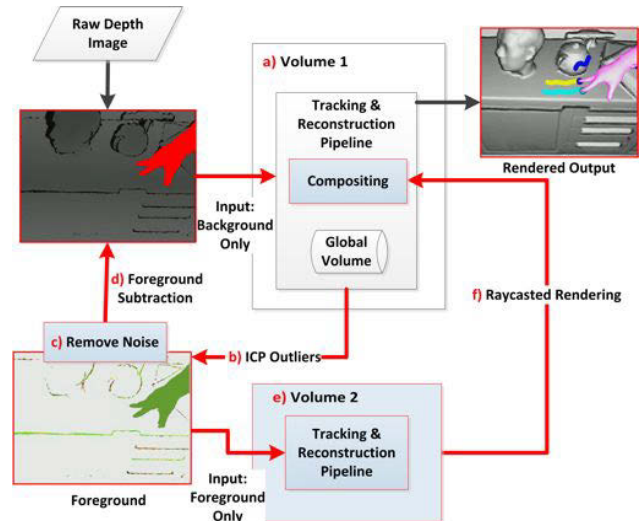 Raw Depth
Image
a) Volume 1
Tracking &
Reconstruction
Pipeline
Compositing
Global
Volume
Rendered Output
Input:
Background
Only
d) Foreground
Subtraction
f) Raycasted Rendering
c) Remove Noise
b) ICP Outliers
e) Volume 2
Tracking &
Reconstruction
Pipeline
Input:
Foreground
Only
Foreground